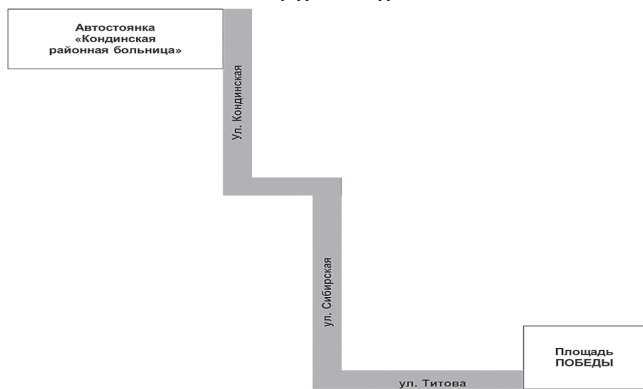 Автостоянка
«Кондинская
районная больница»
Ул. Кондинская
ул. Сибирская
Площадь
ПОБЕДЫ
ул. Титова